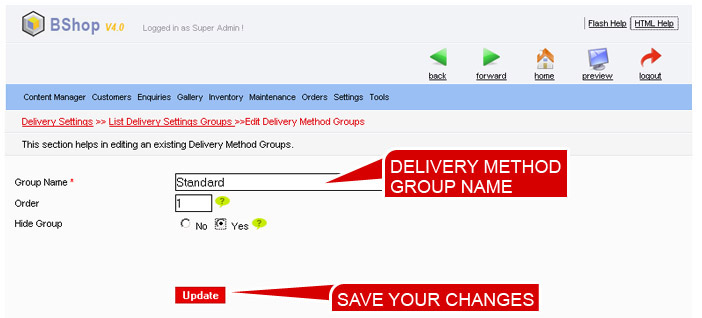 BShop V4.0
Logged in as Super Admin !
Flash Help
HTML Help
back
forward
home
preview
logout
Content Manager Customers Enquiries Gallery Inventory Maintenance Orders Settings Tools
Delivery Settings >> List Delivery Settings Groups >>Edit Delivery Method Groups
This section helps in editing an existing Delivery Method Groups.
DELIVERY METHOD
GROUP NAME
Group Name * Standard
Order 1 ?
Hide Group No Yes ?
Update
SAVE YOUR CHANGES